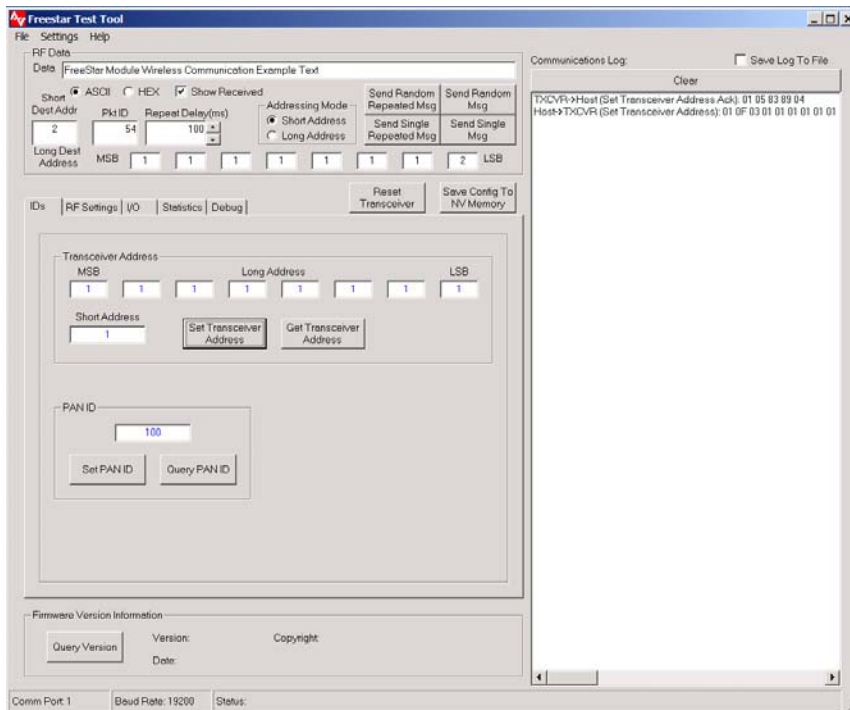 Freestar Test Tool
File Settings Help
RF Data
Data FreeStar Module Wireless Communication Example Text
ASCII HEX Show Received
Short Dest Addr
2
Pkt ID
54
Repeat Delay(ms)
100
Addressing Mode
Short Address
Long Address
Send Random Repeated Msg
Send Random Msg
Send Single Repeated Msg
Send Single Msg
Long Dest Address
MSB 1 1 1 1 1 1 2 LSB
Reset Transceiver
Save Config To NV Memory
IDs RF Settings I/O Statistics Debug
Transceiver Address
MSB Long Address LSB
1 1 1 1 1 1 1 1
Short Address
1
Set Transceiver Address
Get Transceiver Address
PAN ID
100
Set PAN ID
Query PAN ID
Firmware Version Information
Query Version
Version:
Copyright
Date:
Communications Log:
Save Log To File
Clear
TXCVR->Host (Set Transceiver Address Ack): 01 05 83 89 04
Host->TXCVR (Set Transceiver Address): 01 0F 03 01 01 01 01 01 01
Comm Port: 1
Baud Rate: 19200
Status: